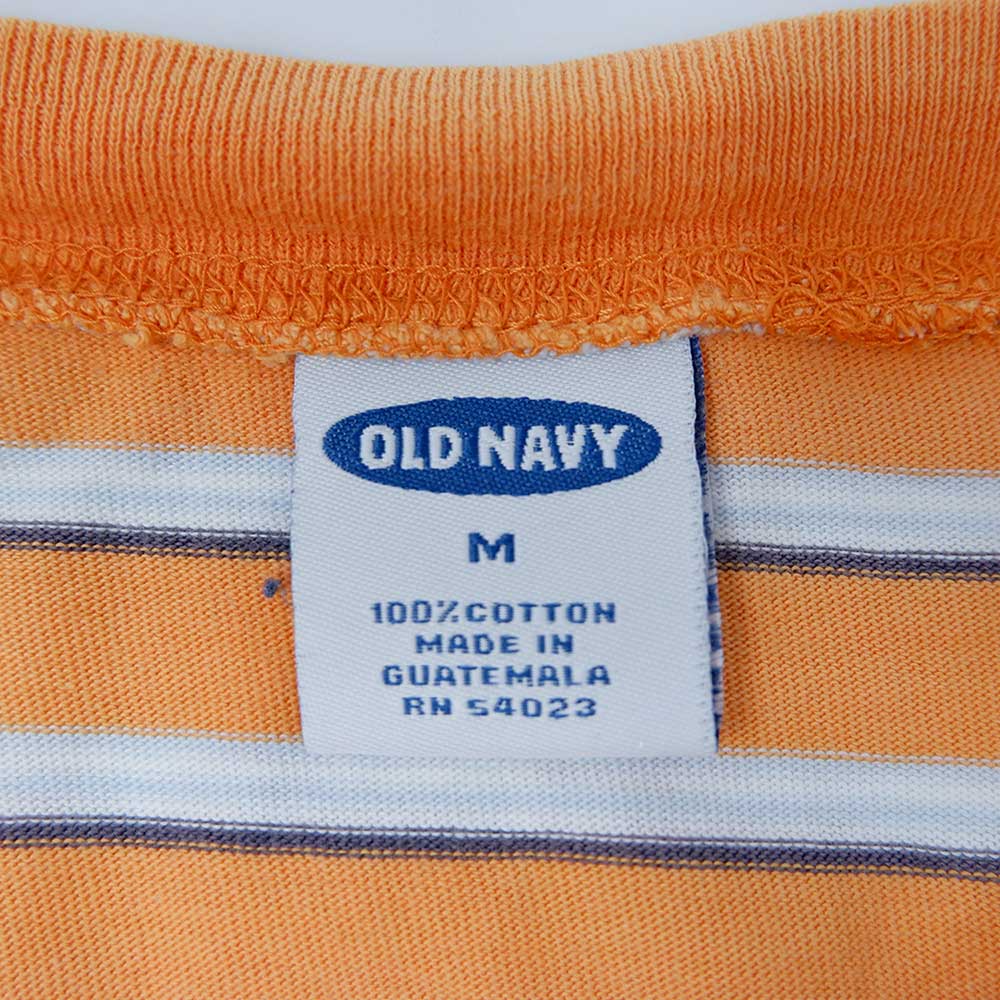 OLD NAVY
M
100%COTTON
MADE IN
GUATEMALA
RN 54023